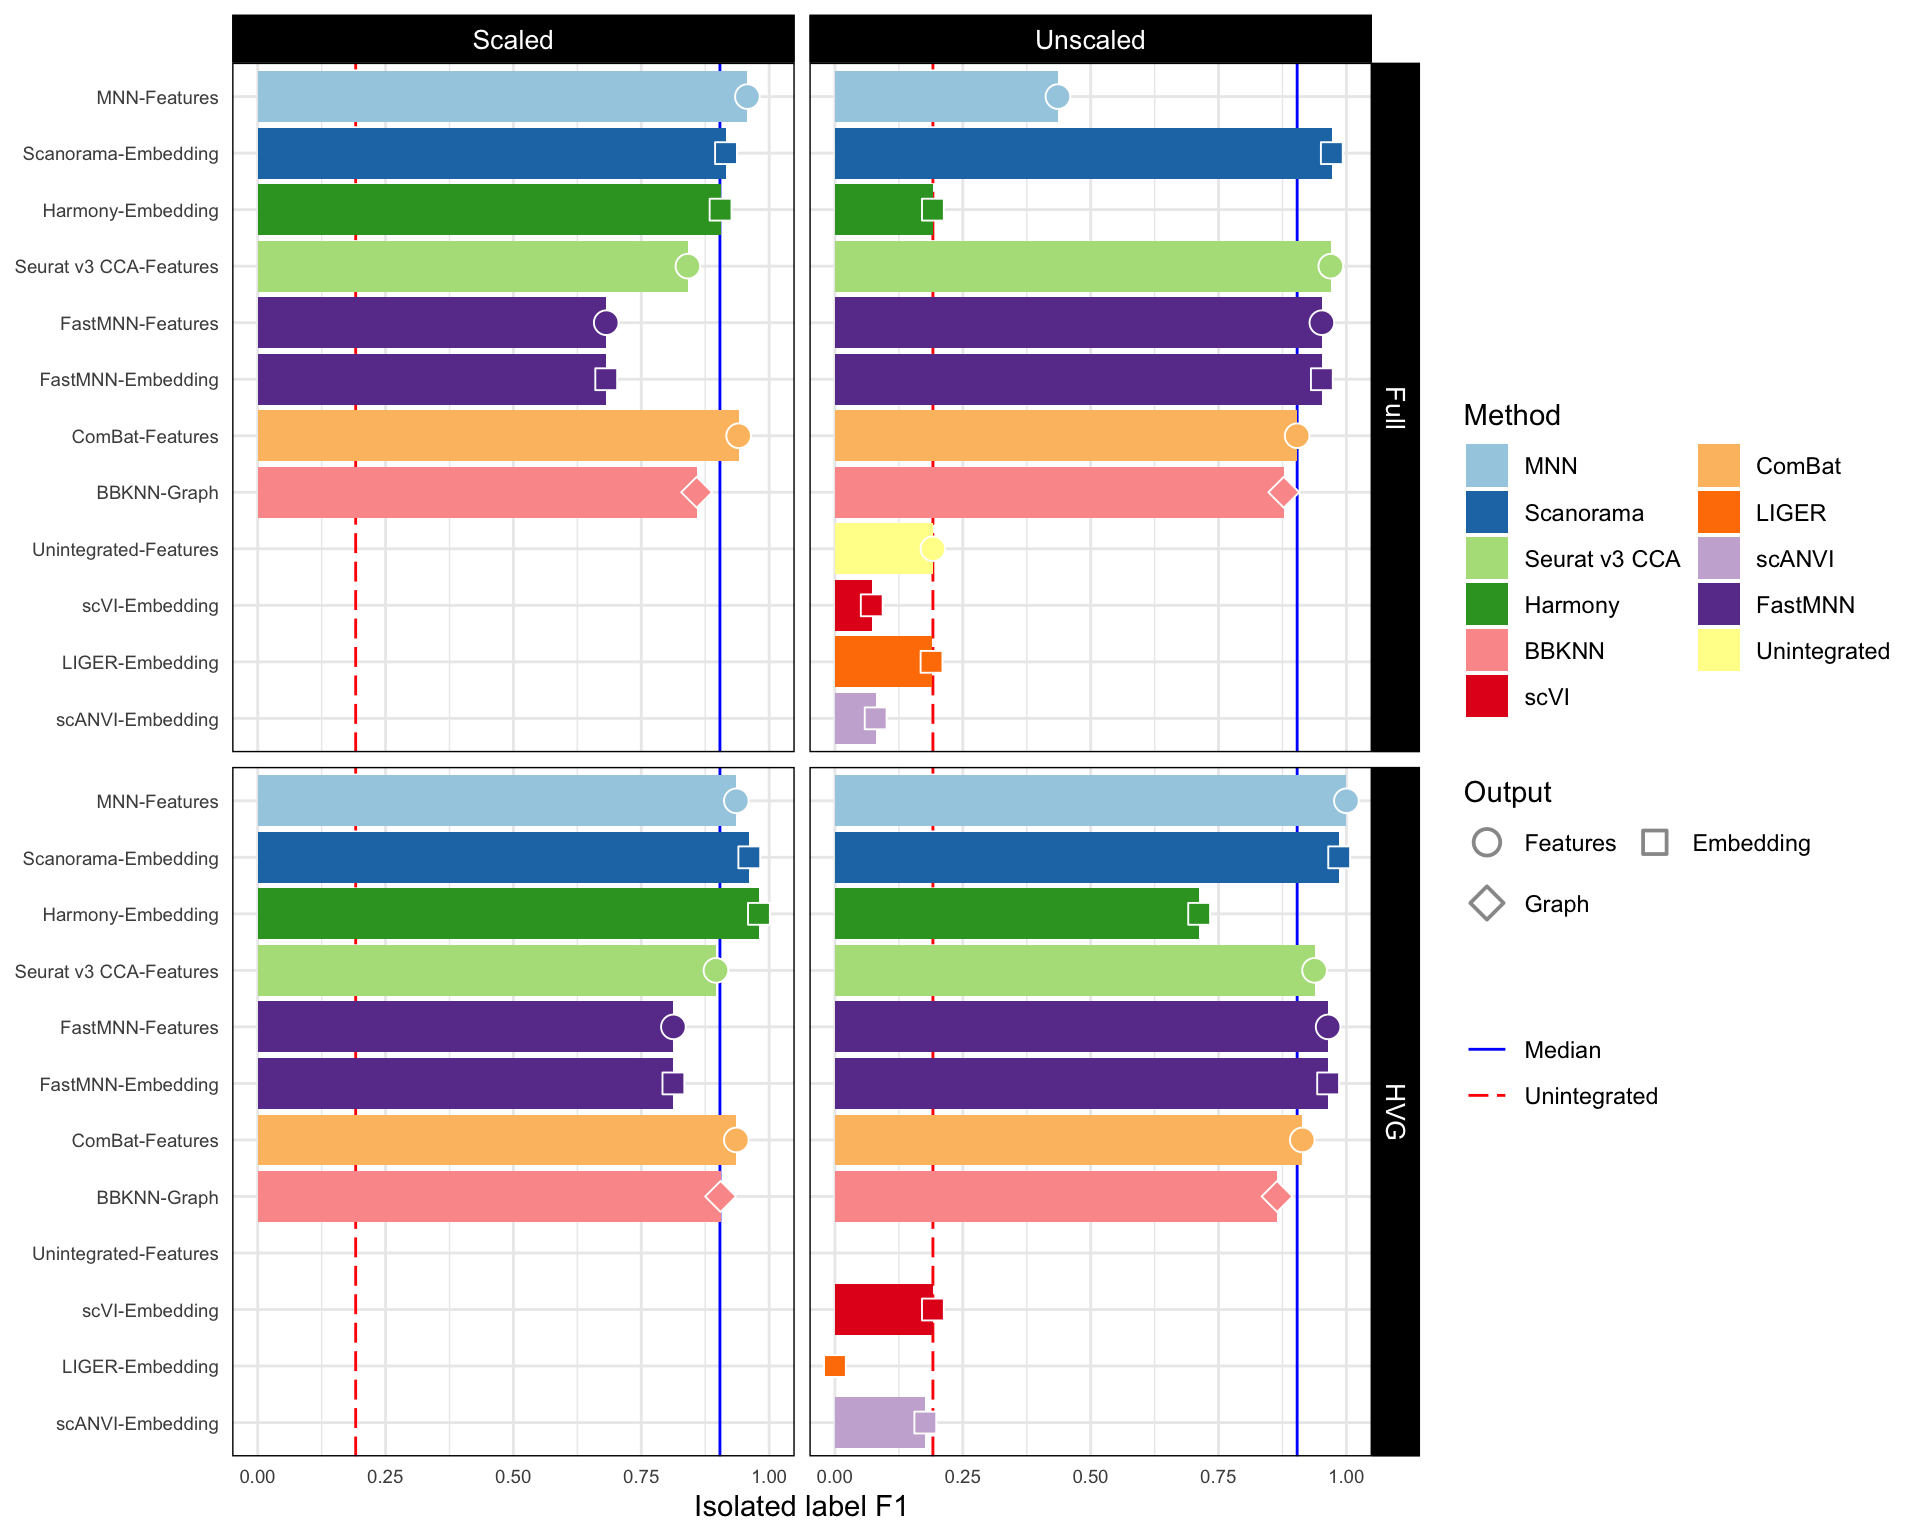 Scaled
Unscaled
MNN-Features
Scanorama-Embedding
Harmony-Embedding
Seurat v3 CCA-Features
FastMNN-Features
FastMNN-Embedding
ComBat-Features
BBKNN-Graph
Unintegrated-Features
scVI-Embedding
LIGER-Embedding
scANVI-Embedding
Full
MNN-Features
Scanorama-Embedding
Harmony-Embedding
Seurat v3 CCA-Features
FastMNN-Features
FastMNN-Embedding
ComBat-Features
BBKNN-Graph
Unintegrated-Features
scVI-Embedding
LIGER-Embedding
scANVI-Embedding
HVG
0.00 0.25 0.50 0.75 1.00
0.00 0.25 0.50 0.75 1.00
Isolated label F1
Method
MNN
Scanorama
Seurat v3 CCA
Harmony
BBKNN
scVI
ComBat
LIGER
scANVI
FastMNN
Unintegrated
Output
Features
Embedding
Graph
Median
Unintegrated